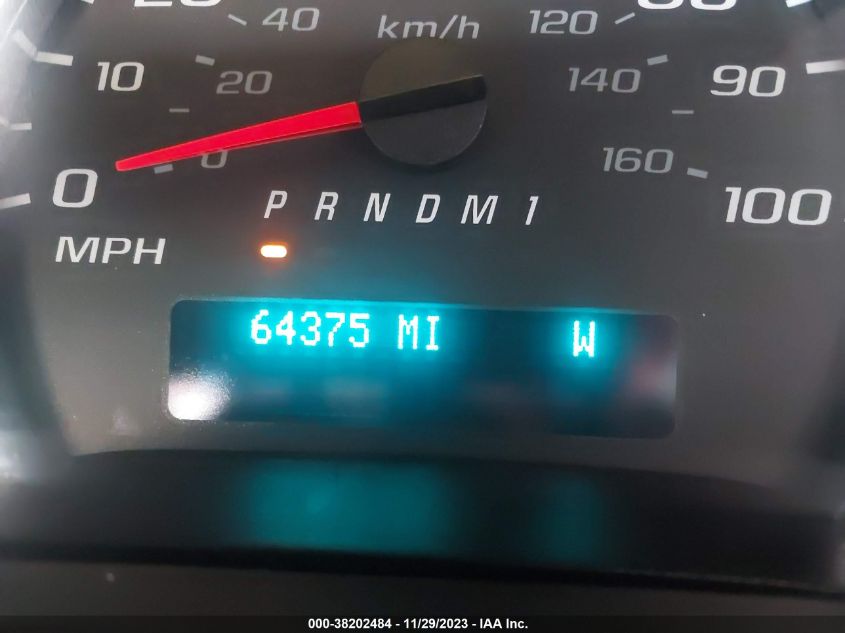 40 km/h 120
10 20 140 90
0 0 160 100
P R N D M 1
MPH
64375 MI W
000-38202484 - 11/29/2023 - IAA Inc.